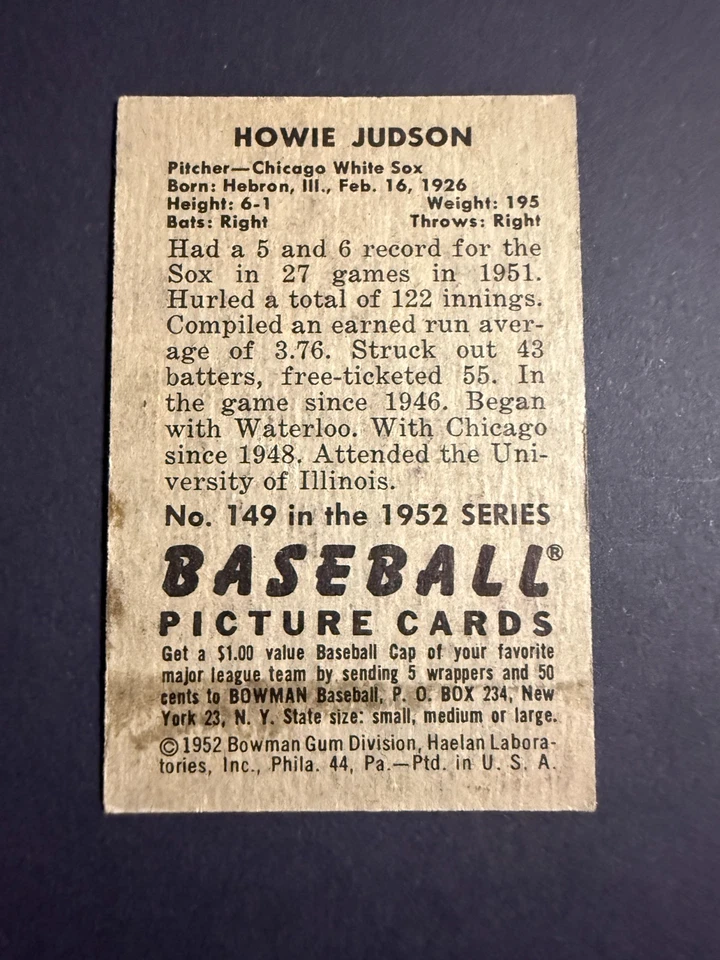 HOWIE JUDSON
Pitcher—Chicago White Sox
Born: Hebron, Ill., Feb. 16, 1926
Height: 6-1 Weight: 195
Bats: Right Throws: Right
Had a 5 and 6 record for the
Sox in 27 games in 1951.
Hurled a total of 122 innings.
Compiled an earned run aver-
age of 3.76. Struck out 43
batters, free-ticketed 55. In
the game since 1946. Began
with Waterloo. With Chicago
since 1948. Attended the Uni-
versity of Illinois.
No. 149 in the 1952 SERIES
BASEBALL®
PICTURE CARDS
Get a $1.00 value Baseball Cap of your favorite
major league team by sending 5 wrappers and 50
cents to BOWMAN Baseball, P. O. BOX 234, New
York 23, N. Y. State size: small, medium or large.
©1952 Bowman Gum Division, Haelan Labora-
tories, Inc., Phila. 44, Pa.—Ptd. in U. S. A.